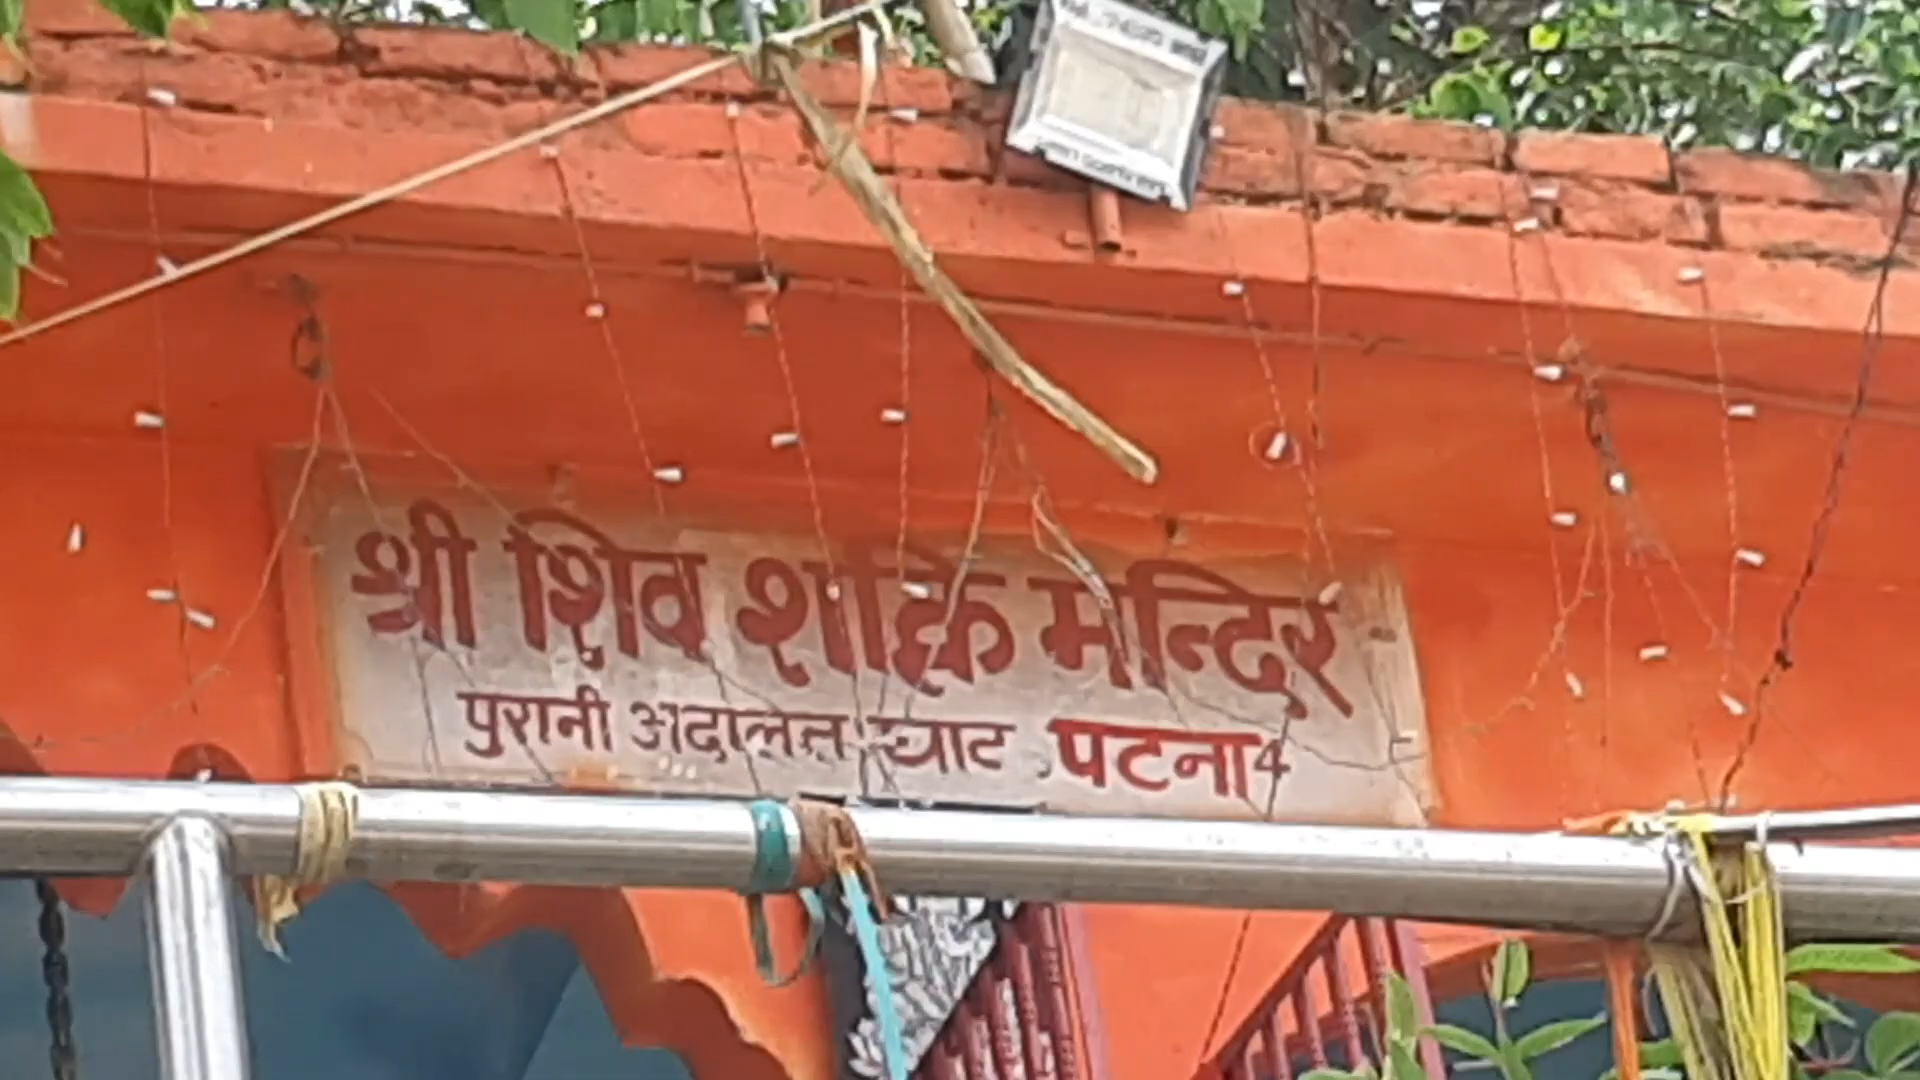 श्री शिव शक्ति मन्दिर
पुरानी अदालत घाट पटना 4